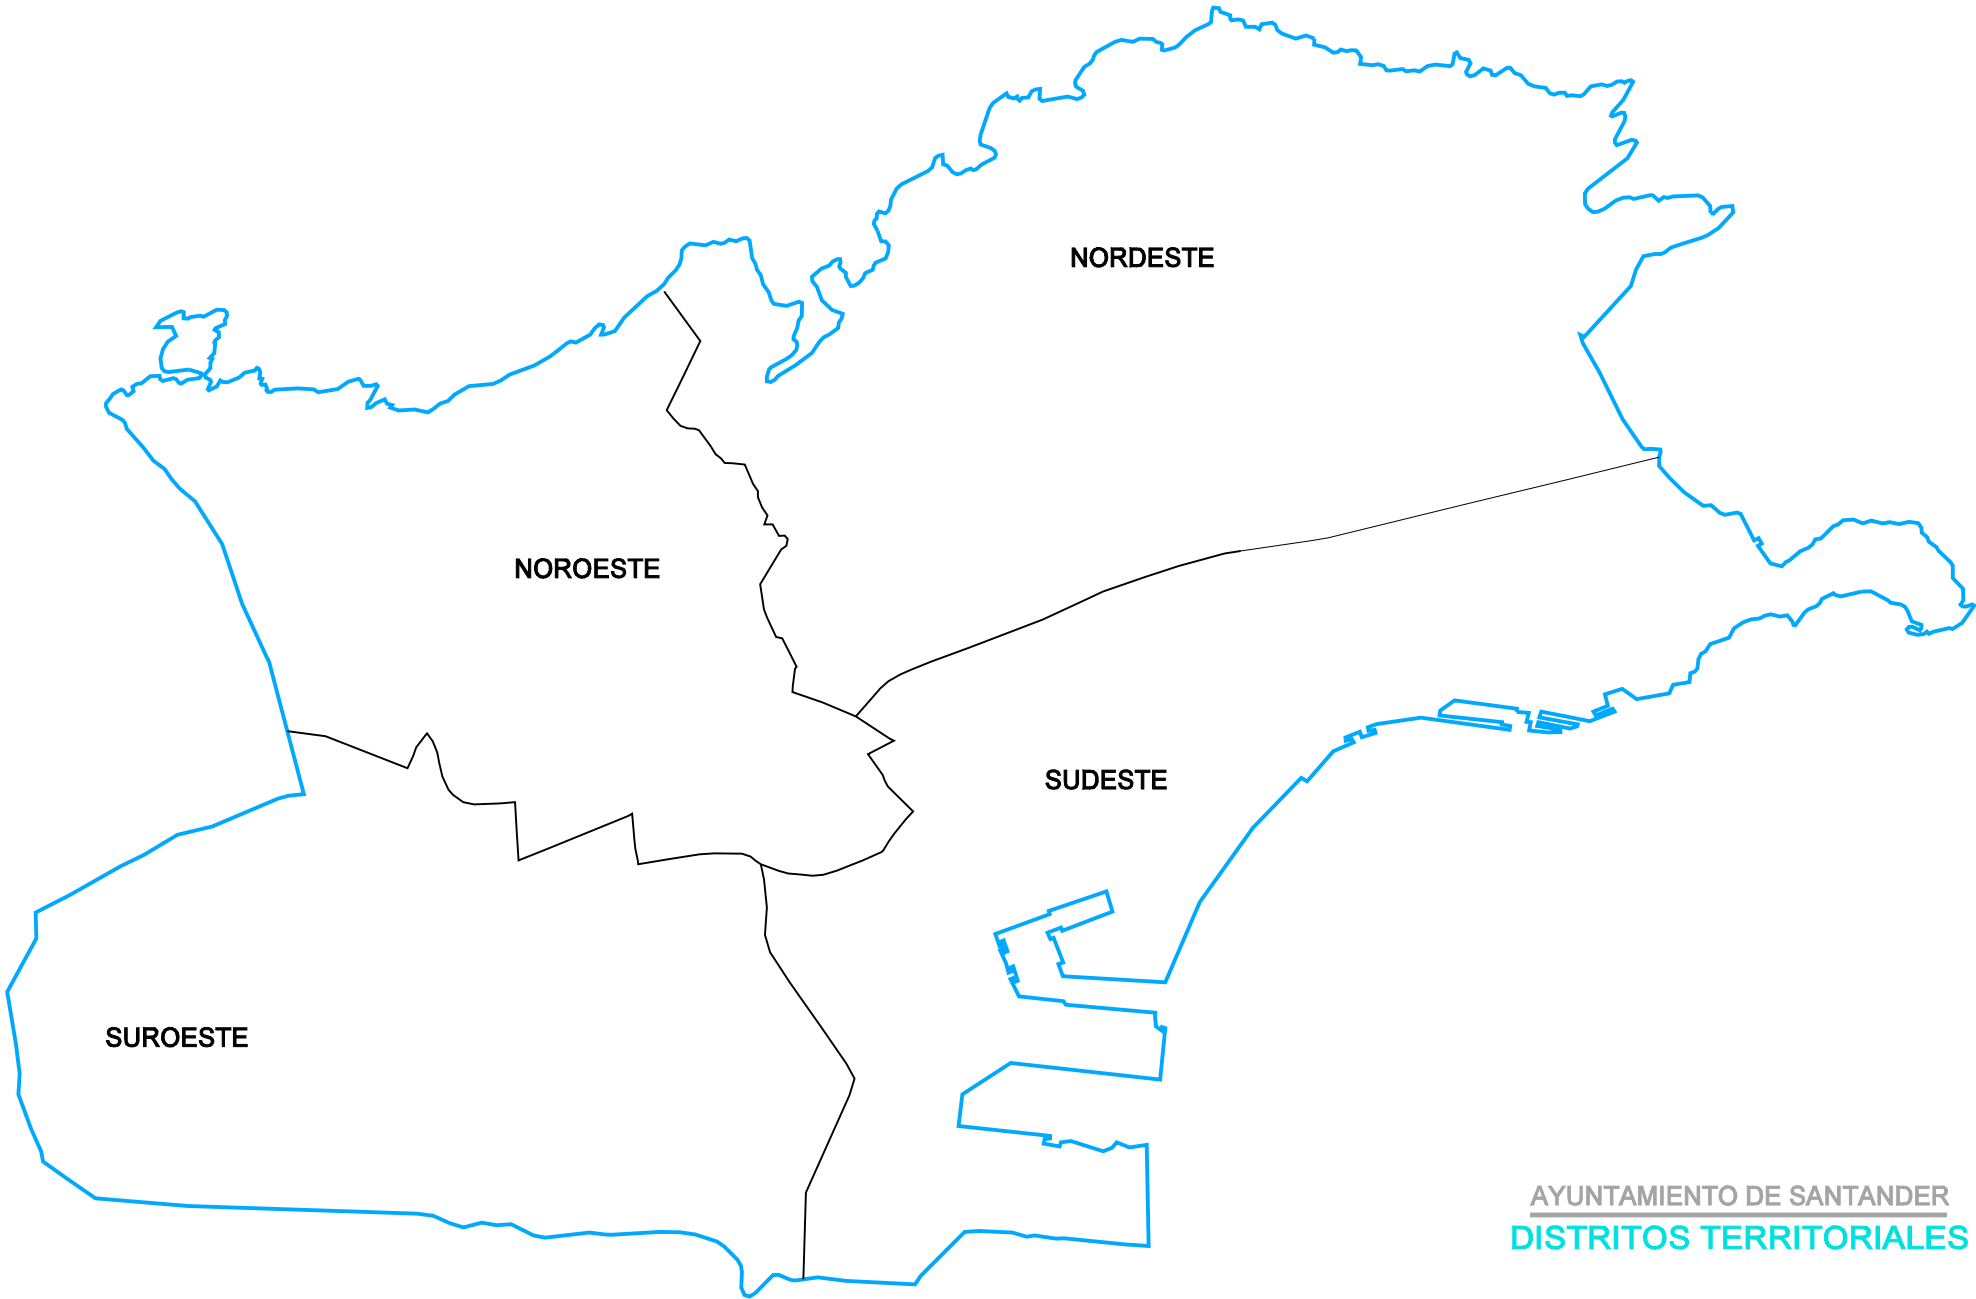 NORDESTE
NOROESTE
SUDESTE
SUROESTE
AYUNTAMIENTO DE SANTANDER
DISTRITOS TERRITORIALES